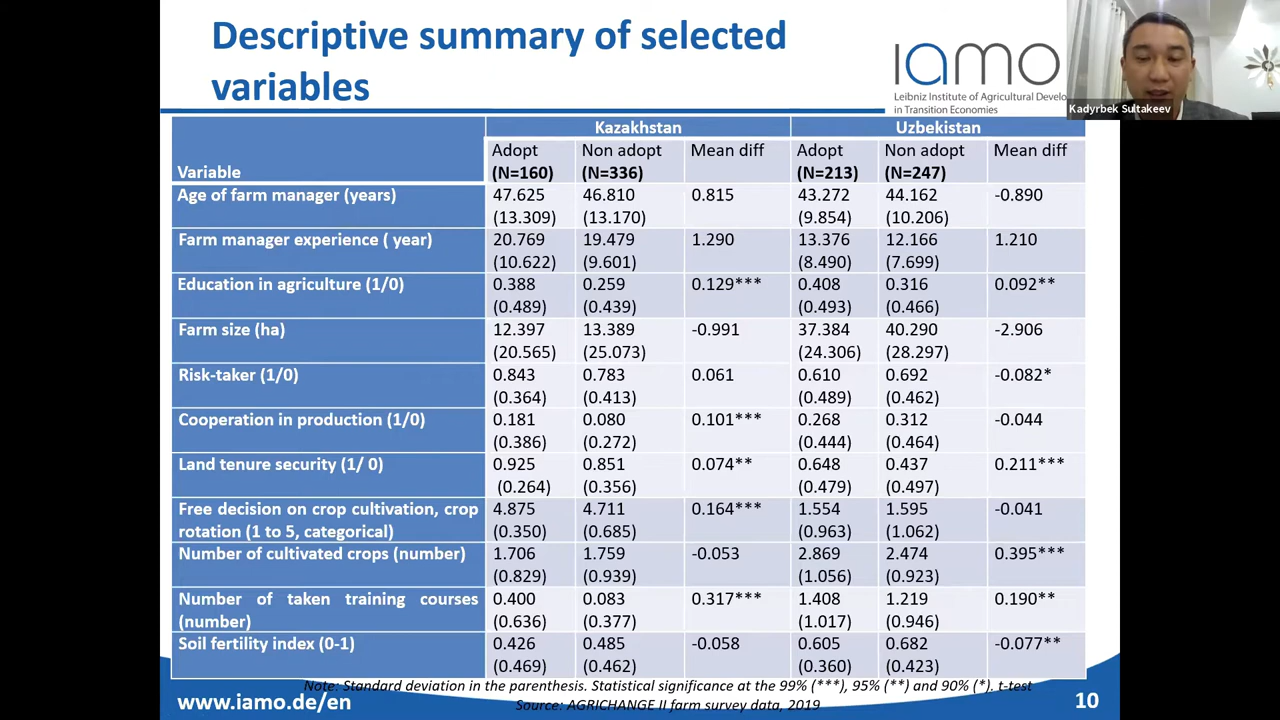 Descriptive summary of selected
variables
iamo
Leibniz Institute of Agricultural Develo
in Transition Economies
Kadyrbek Sultakeev
Kazakhstan Uzbekistan
Variable Adopt (N=160) Non adopt (N=336) Mean diff Adopt (N=213) Non adopt (N=247) Mean diff
Age of farm manager (years) 47.625 46.810 0.815 43.272 44.162 -0.890
(13.309) (13.170) (9.854) (10.206)
Farm manager experience ( year) 20.769 19.479 1.290 13.376 12.166 1.210
(10.622) (9.601) (8.490) (7.699)
Education in agriculture (1/0) 0.388 0.259 0.129*** 0.408 0.316 0.092**
(0.489) (0.439) (0.493) (0.466)
Farm size (ha) 12.397 13.389 -0.991 37.384 40.290 -2.906
(20.565) (25.073) (24.306) (28.297)
Risk-taker (1/0) 0.843 0.783 0.061 0.610 0.692 -0.082*
(0.364) (0.413) (0.489) (0.462)
Cooperation in production (1/0) 0.181 0.080 0.101*** 0.268 0.312 -0.044
(0.386) (0.272) (0.444) (0.464)
Land tenure security (1/ 0) 0.925 0.851 0.074** 0.648 0.437 0.211***
(0.264) (0.356) (0.479) (0.497)
Free decision on crop cultivation, crop 4.875 4.711 0.164*** 1.554 1.595 -0.041
rotation (1 to 5, categorical) (0.350) (0.685) (0.963) (1.062)
Number of cultivated crops (number) 1.706 1.759 -0.053 2.869 2.474 0.395***
(0.829) (0.939) (1.056) (0.923)
Number of taken training courses 0.400 0.083 0.317*** 1.408 1.219 0.190**
(number) (0.636) (0.377) (1.017) (0.946)
Soil fertility index (0-1) 0.426 0.485 -0.058 0.605 0.682 -0.077**
(0.469) (0.462) (0.360) (0.423)
Note: Standard deviation in the parenthesis. Statistical significance at the 99% (***), 95% (**) and 90% (*). t-test
Source: AGRICHANGE II farm survey data, 2019
www.iamo.de/en 10